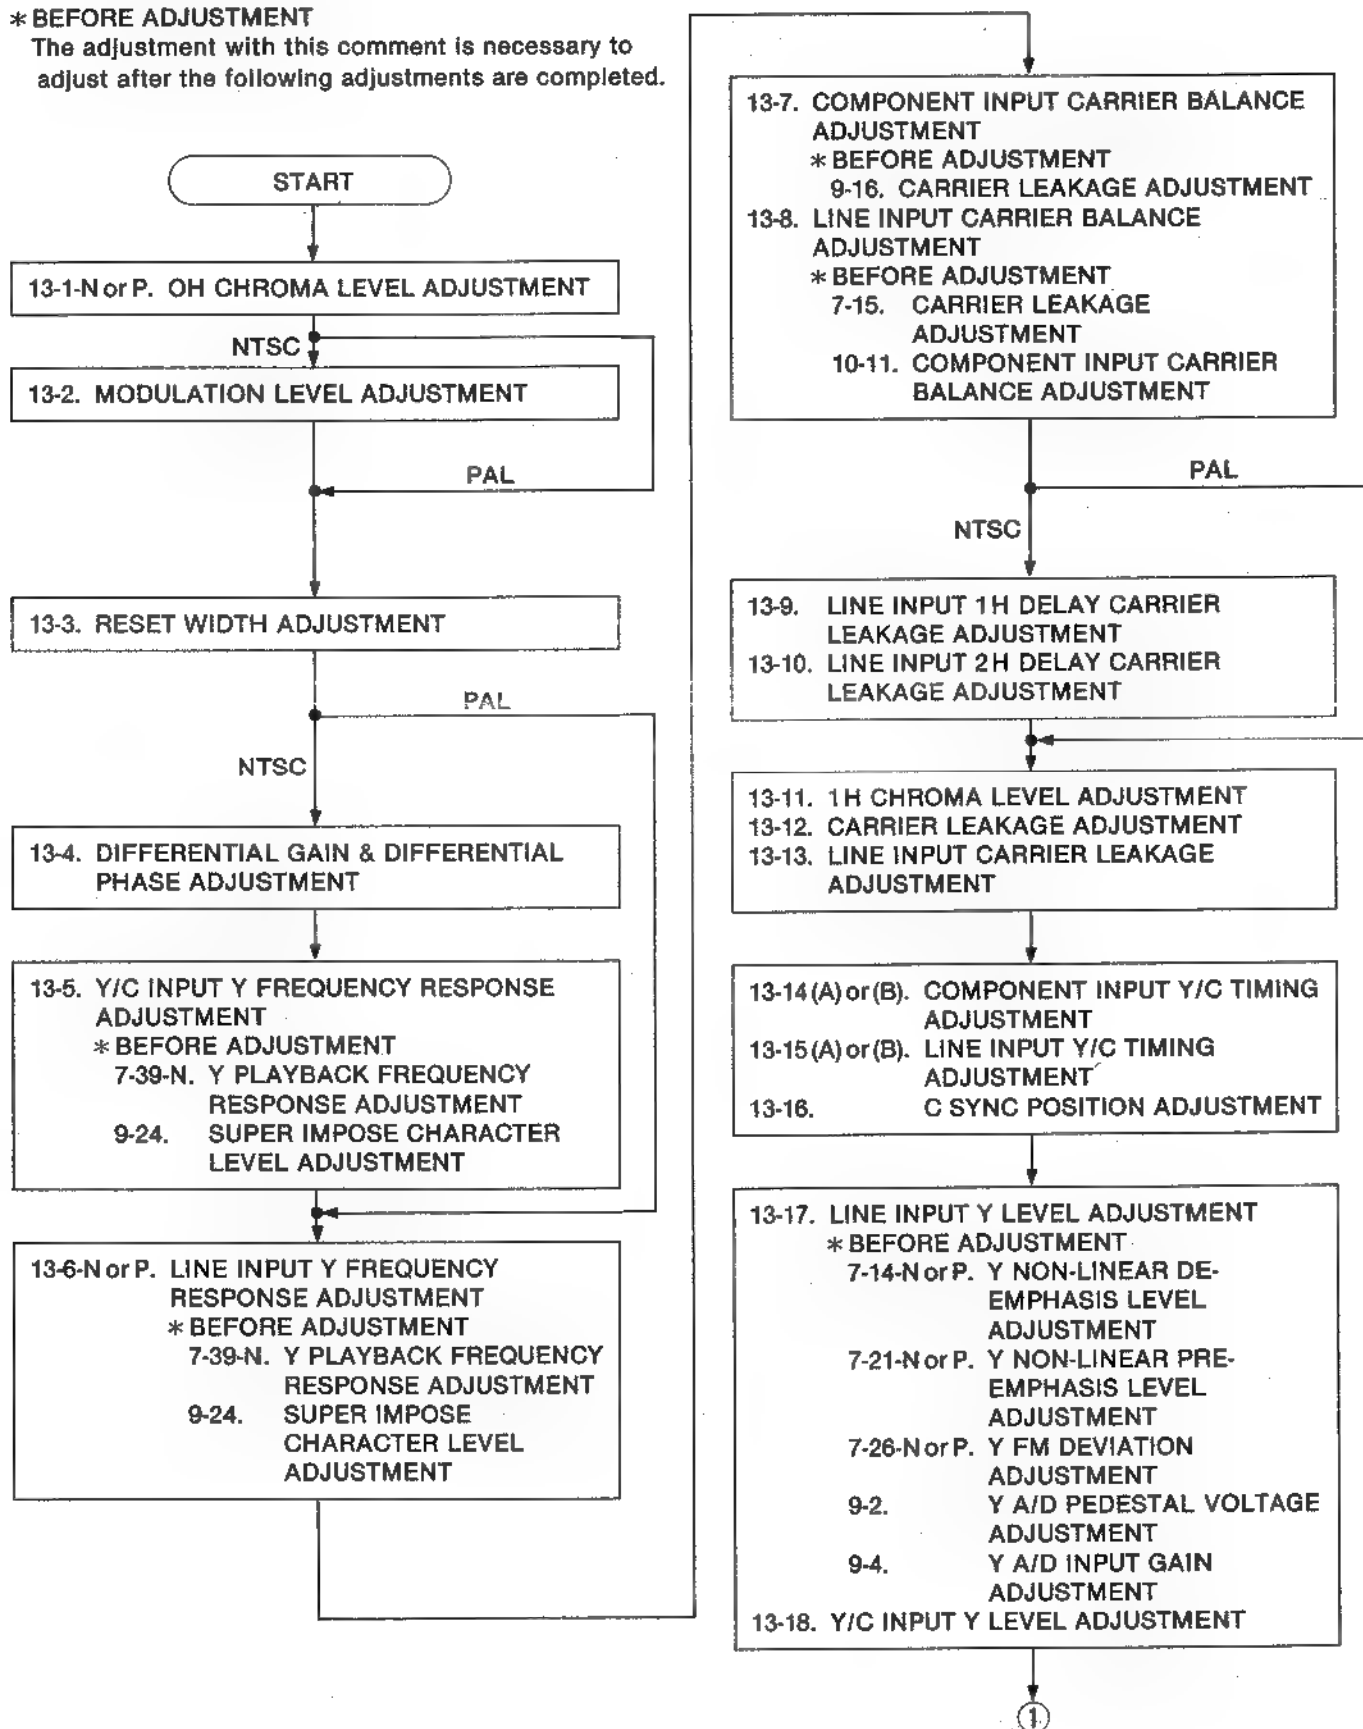 * BEFORE ADJUSTMENT
The adjustment with this comment is necessary to
adjust after the following adjustments are completed.
START
13-1-N or P. OH CHROMA LEVEL ADJUSTMENT
NTSC
13-2. MODULATION LEVEL ADJUSTMENT
PAL
13-3. RESET WIDTH ADJUSTMENT
PAL
NTSC
13-4. DIFFERENTIAL GAIN & DIFFERENTIAL
PHASE ADJUSTMENT
13-5. Y/C INPUT Y FREQUENCY RESPONSE
ADJUSTMENT
* BEFORE ADJUSTMENT
7-39-N. Y PLAYBACK FREQUENCY
RESPONSE ADJUSTMENT
9-24. SUPER IMPOSE CHARACTER
LEVEL ADJUSTMENT
13-6-N or P. LINE INPUT Y FREQUENCY
RESPONSE ADJUSTMENT
* BEFORE ADJUSTMENT
7-39-N. Y PLAYBACK FREQUENCY
RESPONSE ADJUSTMENT
9-24. SUPER IMPOSE
CHARACTER LEVEL
ADJUSTMENT
13-7. COMPONENT INPUT CARRIER BALANCE
ADJUSTMENT
* BEFORE ADJUSTMENT
9-16. CARRIER LEAKAGE ADJUSTMENT
13-8. LINE INPUT CARRIER BALANCE
ADJUSTMENT
* BEFORE ADJUSTMENT
7-15. CARRIER LEAKAGE
ADJUSTMENT
10-11. COMPONENT INPUT CARRIER
BALANCE ADJUSTMENT
PAL
NTSC
13-9. LINE INPUT 1H DELAY CARRIER
LEAKAGE ADJUSTMENT
13-10. LINE INPUT 2H DELAY CARRIER
LEAKAGE ADJUSTMENT
13-11. 1H CHROMA LEVEL ADJUSTMENT
13-12. CARRIER LEAKAGE ADJUSTMENT
13-13. LINE INPUT CARRIER LEAKAGE
ADJUSTMENT
13-14 (A) or (B). COMPONENT INPUT Y/C TIMING
ADJUSTMENT
13-15 (A) or (B). LINE INPUT Y/C TIMING
ADJUSTMENT
13-16. C SYNC POSITION ADJUSTMENT
13-17. LINE INPUT Y LEVEL ADJUSTMENT
* BEFORE ADJUSTMENT
7-14-N or P. Y NON-LINEAR DE-
EMPHASIS LEVEL
ADJUSTMENT
7-21-N or P. Y NON-LINEAR PRE-
EMPHASIS LEVEL
ADJUSTMENT
7-26-N or P. Y FM DEVIATION
ADJUSTMENT
9-2. Y A/D PEDESTAL VOLTAGE
ADJUSTMENT
9-4. Y A/D INPUT GAIN
ADJUSTMENT
13-18. Y/C INPUT Y LEVEL ADJUSTMENT
①